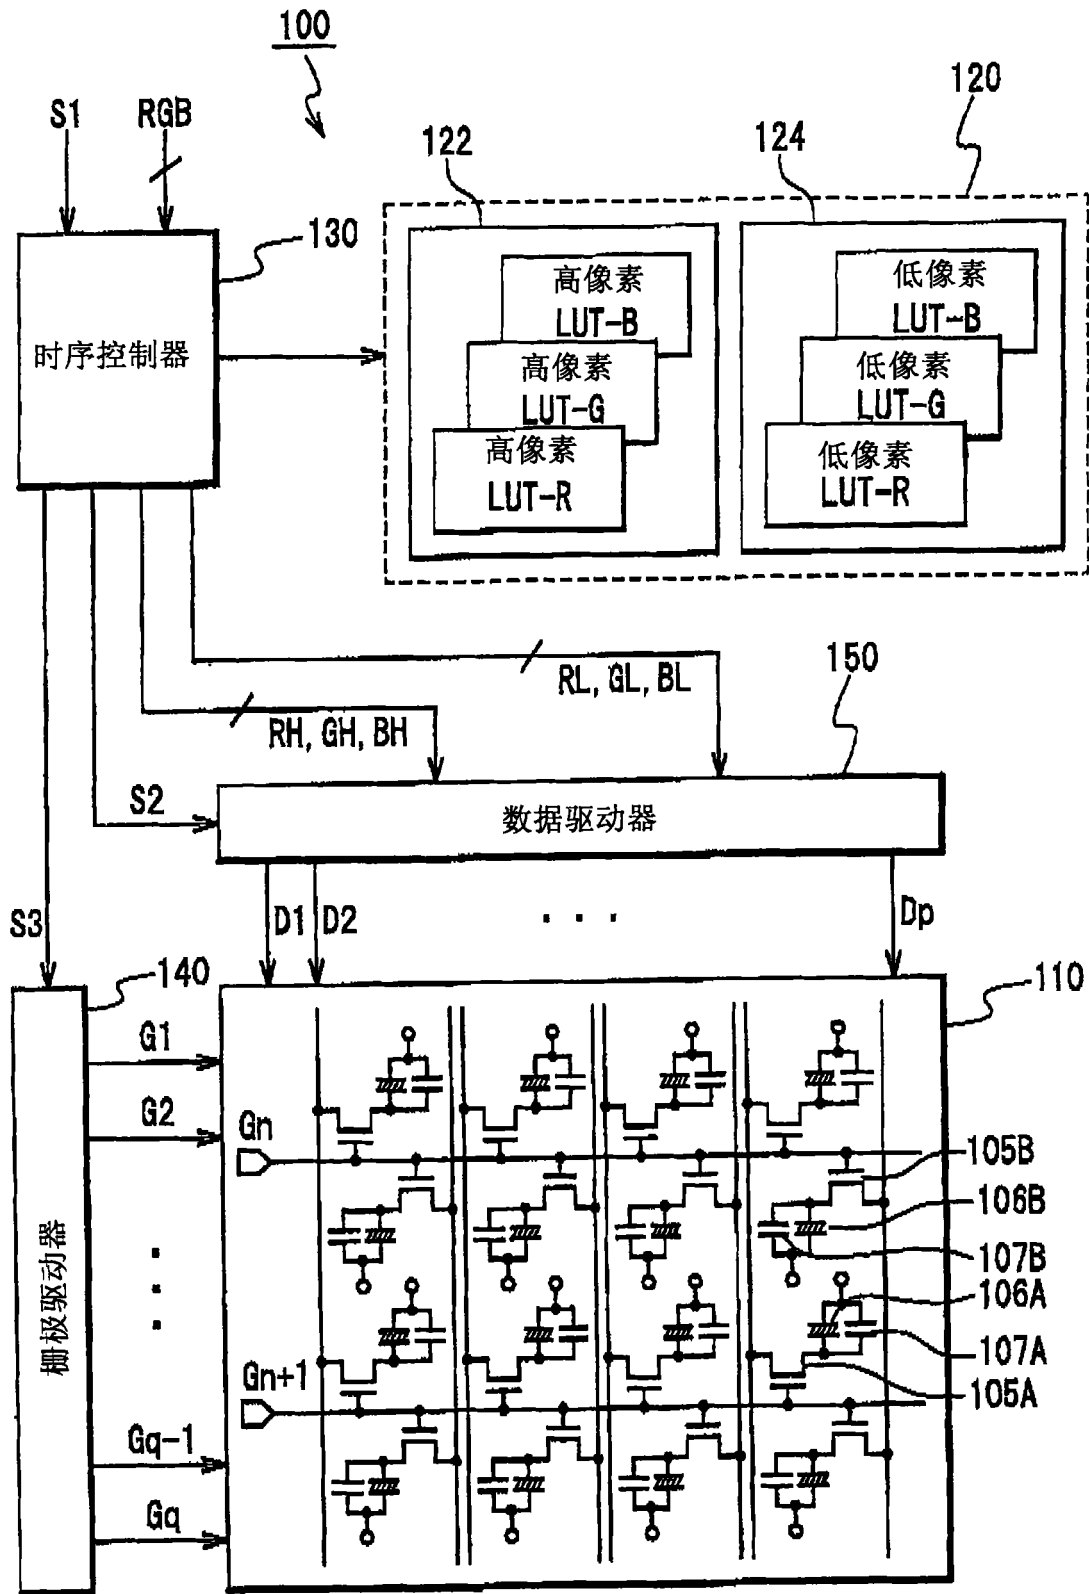 100
S1
RGB
120
122
124
130
高像素
LUT-B
高像素
LUT-G
高像素
LUT-R
低像素
LUT-B
低像素
LUT-G
低像素
LUT-R
时序控制器
RL, GL, BL
RH, GH, BH
150
S2
数据驱动器
S3
D1
D2
· · ·
Dp
140
110
G1
G2
Gn
105B
106B
107B
106A
107A
105A
栅极驱动器
Gn+1
Gq-1
Gq